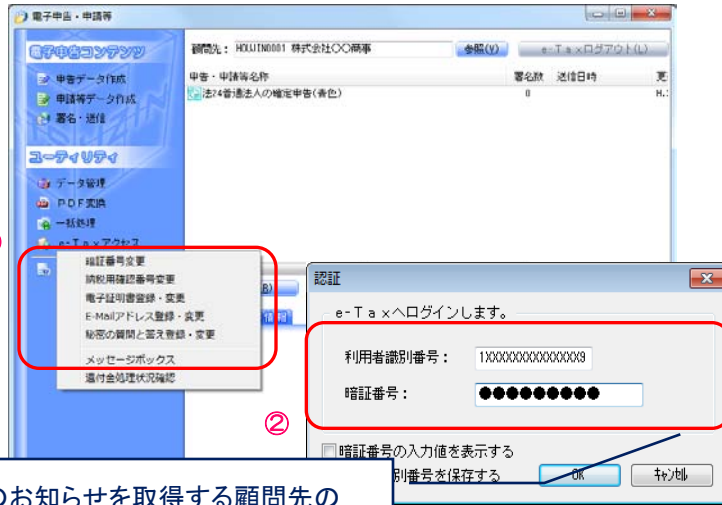 電子申告・申請等
電子申告コンテンツ
申告データ作成
申請等データ作成
署名・送信
ユーティリティ
データ管理
PDF変換
一括処理
e-Taxアクセス
顧問先： HOUJIN0001 株式会社○○商事 参照(V) e-Taxログアウト(L)
申告・申請等名称 署名数 送信日時 更
法24普通法人の確定申告(青色) 0 H.
暗証番号変更
納税用確認番号変更
電子証明書登録・変更
E-Mailアドレス登録・変更
秘密の質問と答え登録・変更
メッセージボックス
還付金処理状況確認
B)
②
認証
e-Taxへログインします。
利用者識別番号： 1XXXXXXXXXXXXXX9
暗証番号： ●●●●●●●●●
暗証番号の入力値を表示する
別番号を保存する
OK キャンセル
のお知らせを取得する顧問先の